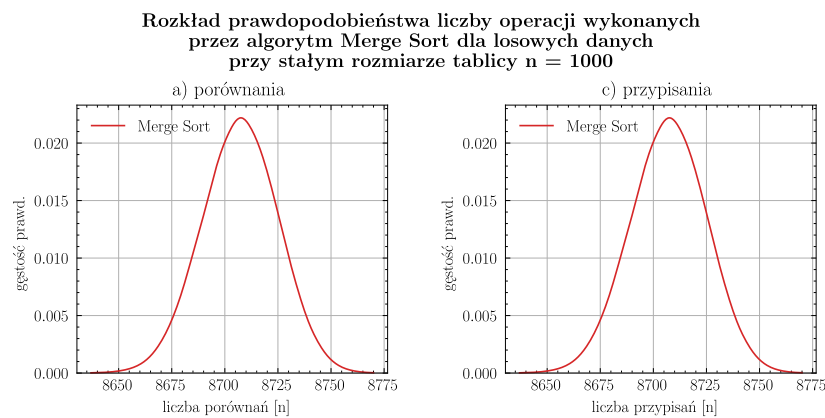 Rozkład prawdopodobieństwa liczby operacji wykonanych
przez algorytm Merge Sort dla losowych danych
przy stałym rozmiarze tablicy n = 1000
a) porównania
Merge Sort
gęstość prawd.
0.020
0.015
0.010
0.005
0.000
8650 8675 8700 8725 8750 8775
liczba porównań [n]
c) przypisania
Merge Sort
gęstość prawd.
0.020
0.015
0.010
0.005
0.000
8650 8675 8700 8725 8750 8775
liczba przypisań [n]